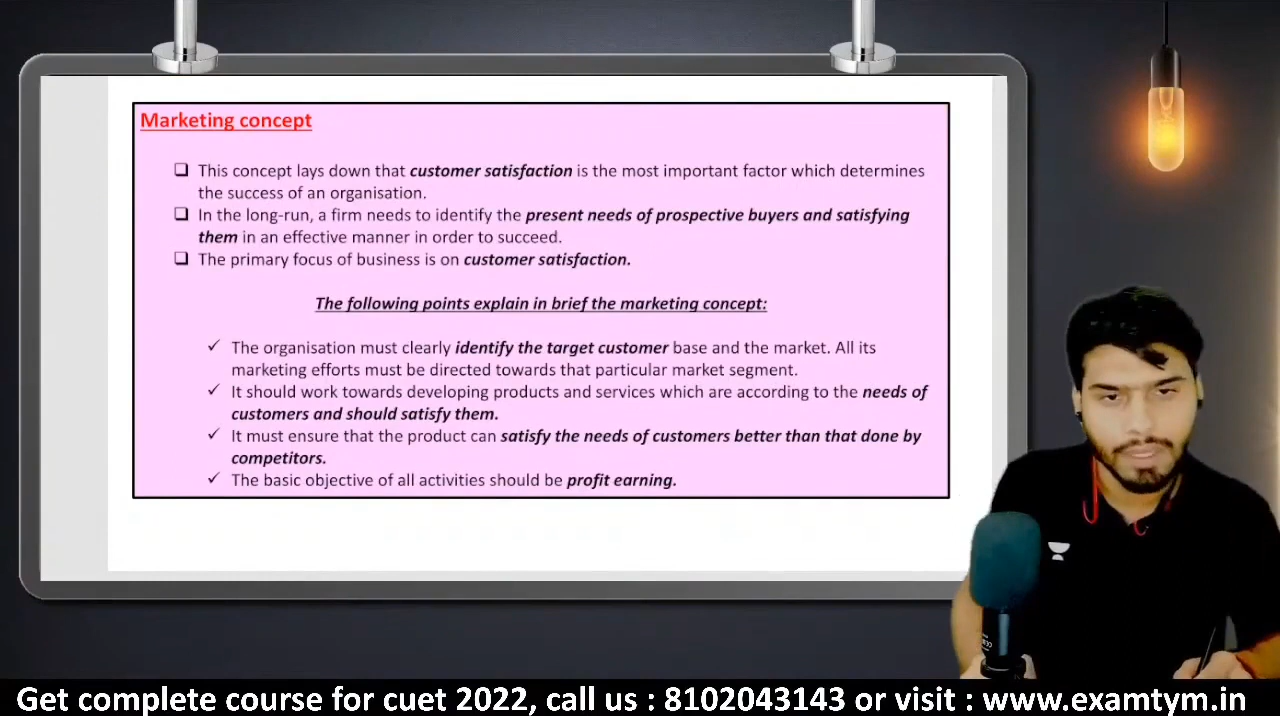 Marketing concept
❑ This concept lays down that customer satisfaction is the most important factor which determines
the success of an organisation.
❑ In the long-run, a firm needs to identify the present needs of prospective buyers and satisfying
them in an effective manner in order to succeed.
❑ The primary focus of business is on customer satisfaction.
The following points explain in brief the marketing concept:
✓ The organisation must clearly identify the target customer base and the market. All its
marketing efforts must be directed towards that particular market segment.
✓ It should work towards developing products and services which are according to the needs of
customers and should satisfy them.
✓ It must ensure that the product can satisfy the needs of customers better than that done by
competitors.
✓ The basic objective of all activities should be profit earning.
Get complete course for cuet 2022, call us : 8102043143 or visit : www.examtym.in